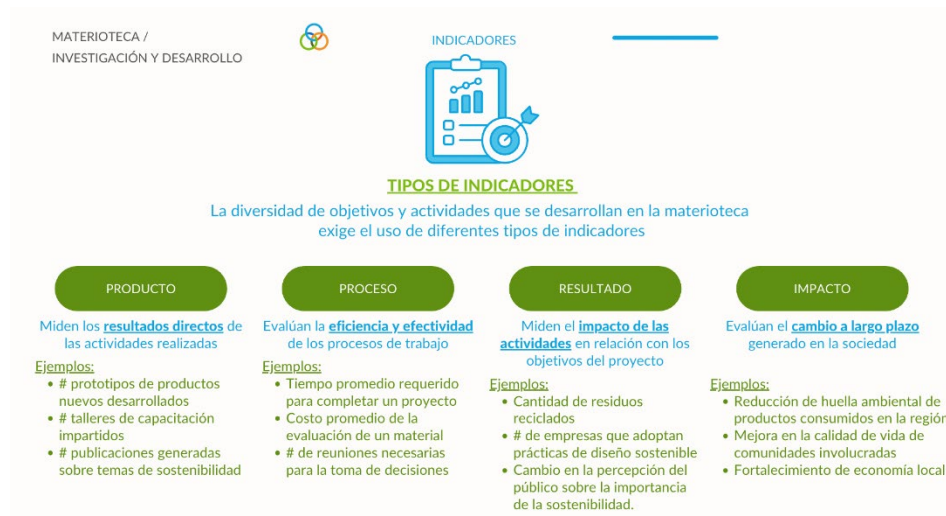 MATERIOTECA /
INVESTIGACIÓN Y DESARROLLO
INDICADORES
TIPOS DE INDICADORES
La diversidad de objetivos y actividades que se desarrollan en la materioteca
exige el uso de diferentes tipos de indicadores
PRODUCTO
Miden los resultados directos de
las actividades realizadas
Ejemplos:
• # prototipos de productos
nuevos desarrollados
• # talleres de capacitación
impartidos
• # publicaciones generadas
sobre temas de sostenibilidad
PROCESO
Evalúan la eficiencia y efectividad
de los procesos de trabajo
Ejemplos:
• Tiempo promedio requerido
para completar un proyecto
• Costo promedio de la
evaluación de un material
• # de reuniones necesarias
para la toma de decisiones
RESULTADO
Miden el impacto de las
actividades en relación con los
objetivos del proyecto
Ejemplos:
• Cantidad de residuos
reciclados
• # de empresas que adoptan
prácticas de diseño sostenible
• Cambio en la percepción del
público sobre la importancia
de la sostenibilidad.
IMPACTO
Evalúan el cambio a largo plazo
generado en la sociedad
Ejemplos:
• Reducción de huella ambiental de
productos consumidos en la región
• Mejora en la calidad de vida de
comunidades involucradas
• Fortalecimiento de economía local